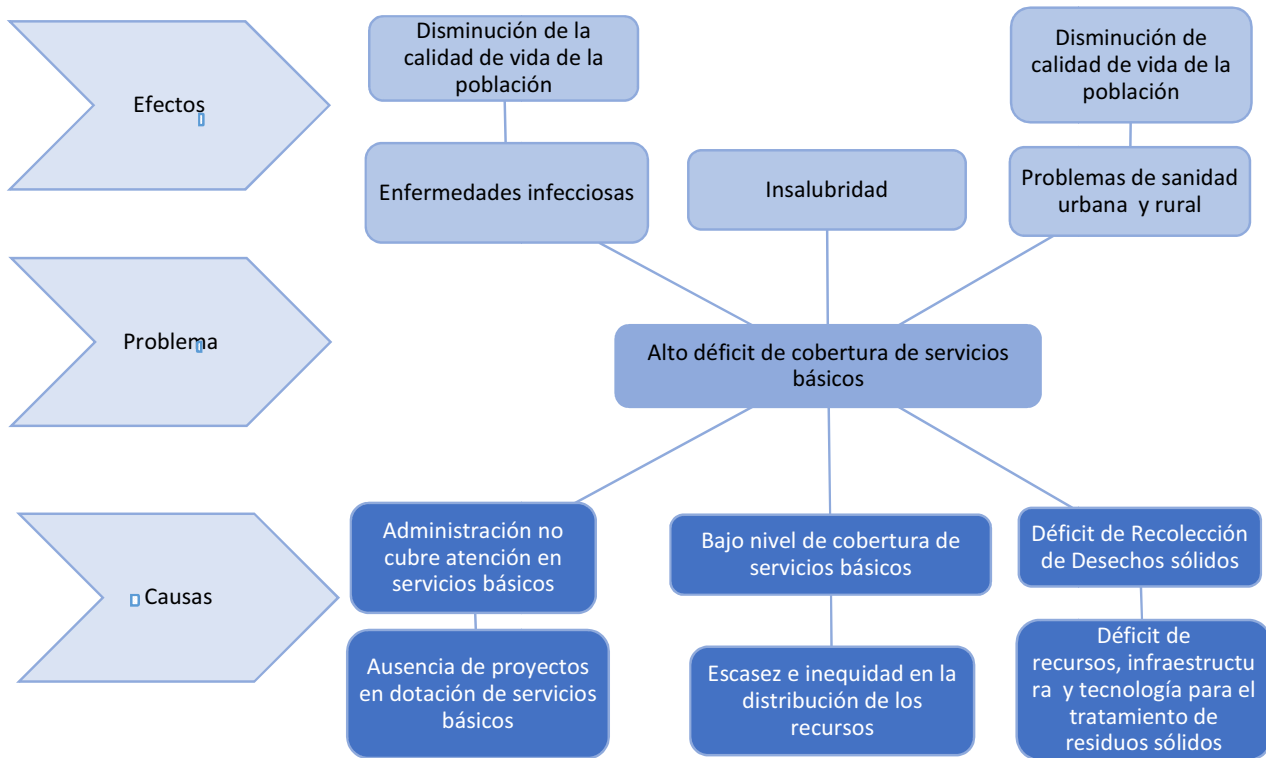 Efectos
Disminución de la
calidad de vida de la
población
Disminución de
calidad de vida de la
población
Enfermedades infecciosas
Insalubridad
Problemas de sanidad
urbana y rural
Problema
Alto déficit de cobertura de servicios
básicos
Causas
Administración no
cubre atención en
servicios básicos
Bajo nivel de cobertura de
servicios básicos
Déficit de Recolección
de Desechos sólidos
Ausencia de proyectos
en dotación de servicios
básicos
Escasez e inequidad en la
distribución de los
recursos
Déficit de
recursos, infraestructu
ra y tecnología para el
tratamiento de
residuos sólidos